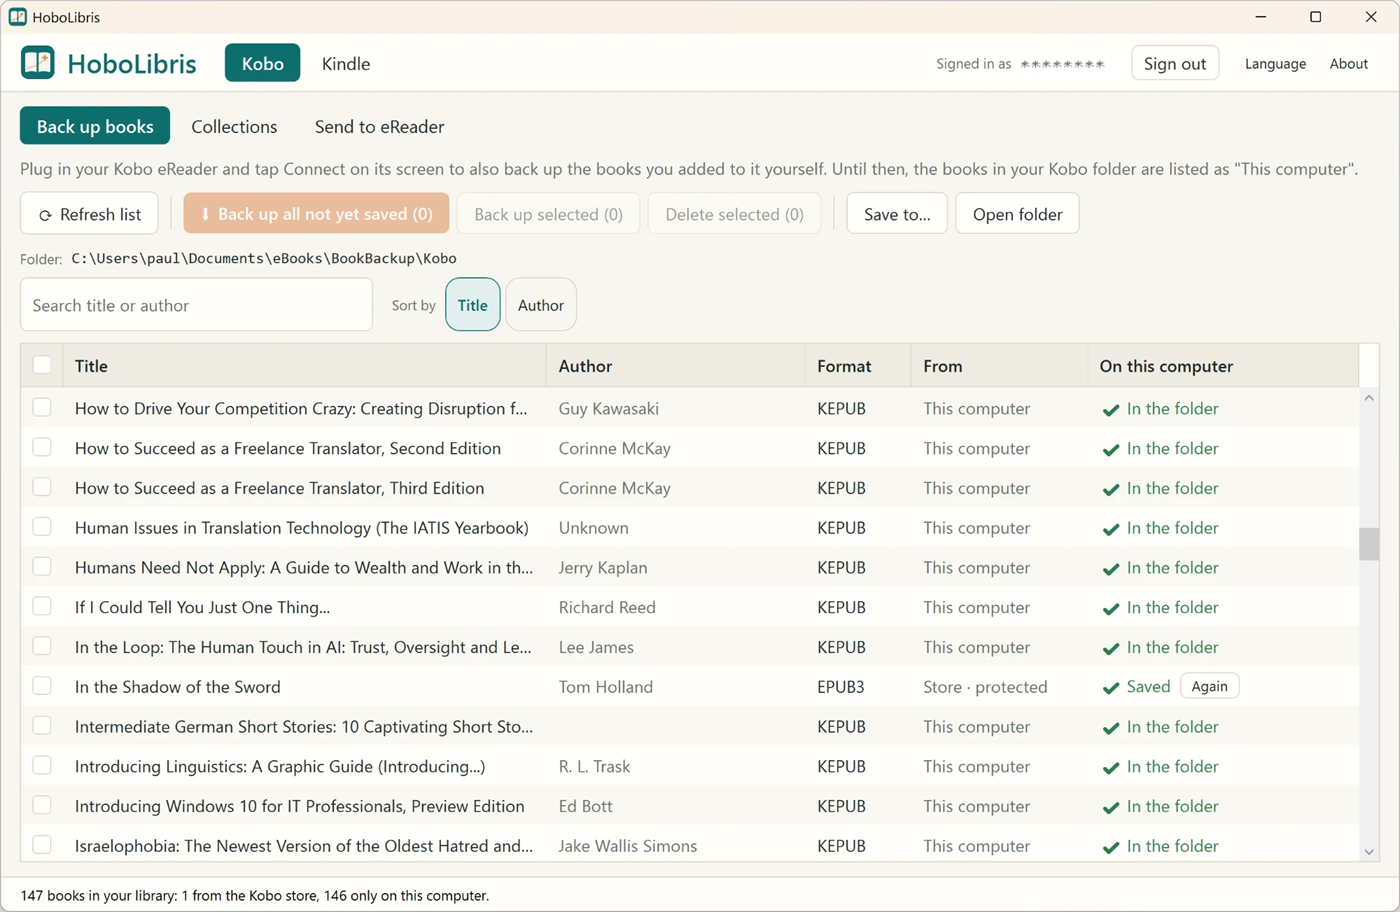 HoboLibris
HoboLibris Kobo Kindle Signed in as ******** Sign out Language About
Back up books Collections Send to eReader
Plug in your Kobo eReader and tap Connect on its screen to also back up the books you added to it yourself. Until then, the books in your Kobo folder are listed as "This computer".
Refresh list Back up all not yet saved (0) Back up selected (0) Delete selected (0) Save to... Open folder
Folder: C:\Users\paul\Documents\eBooks\BookBackup\Kobo
Search title or author Sort by Title Author
Title Author Format From On this computer
How to Drive Your Competition Crazy: Creating Disruption f... Guy Kawasaki KEPUB This computer In the folder
How to Succeed as a Freelance Translator, Second Edition Corinne McKay KEPUB This computer In the folder
How to Succeed as a Freelance Translator, Third Edition Corinne McKay KEPUB This computer In the folder
Human Issues in Translation Technology (The IATIS Yearbook) Unknown KEPUB This computer In the folder
Humans Need Not Apply: A Guide to Wealth and Work in th... Jerry Kaplan KEPUB This computer In the folder
If I Could Tell You Just One Thing... Richard Reed KEPUB This computer In the folder
In the Loop: The Human Touch in AI: Trust, Oversight and Le... Lee James KEPUB This computer In the folder
In the Shadow of the Sword Tom Holland EPUB3 Store · protected Saved Again
Intermediate German Short Stories: 10 Captivating Short Sto... KEPUB This computer In the folder
Introducing Linguistics: A Graphic Guide (Introducing...) R. L. Trask KEPUB This computer In the folder
Introducing Windows 10 for IT Professionals, Preview Edition Ed Bott KEPUB This computer In the folder
Israelophobia: The Newest Version of the Oldest Hatred and... Jake Wallis Simons KEPUB This computer In the folder
147 books in your library: 1 from the Kobo store, 146 only on this computer.